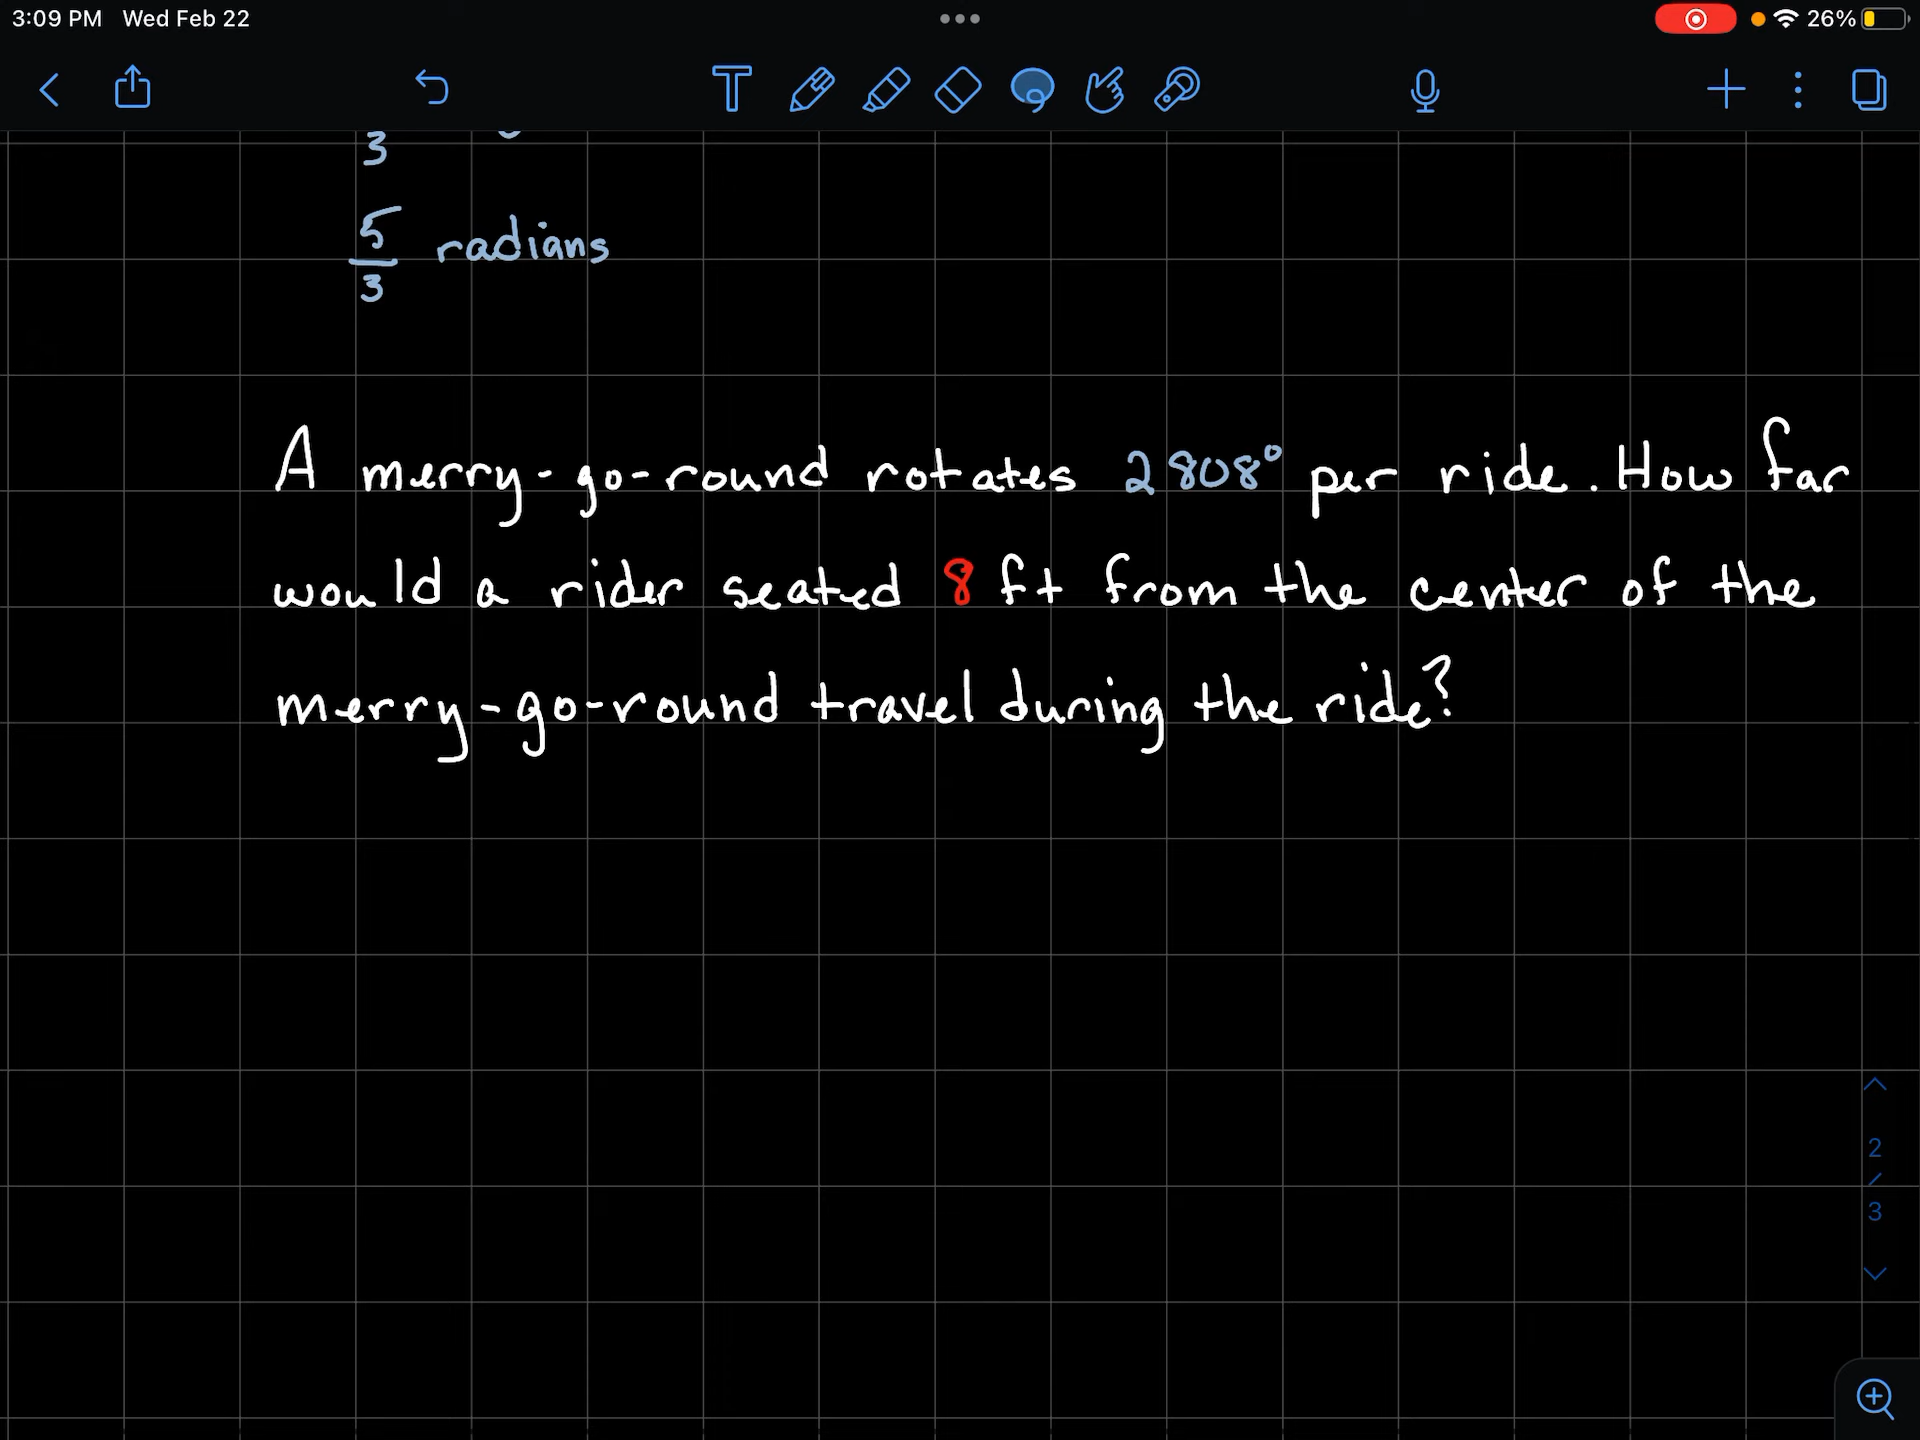 3:09 PM Wed Feb 22
26%
3
5/3 radians
A merry-go-round rotates 2808° per ride. How far
would a rider seated 8 ft from the center of the
merry-go-round travel during the ride?
2
/
3